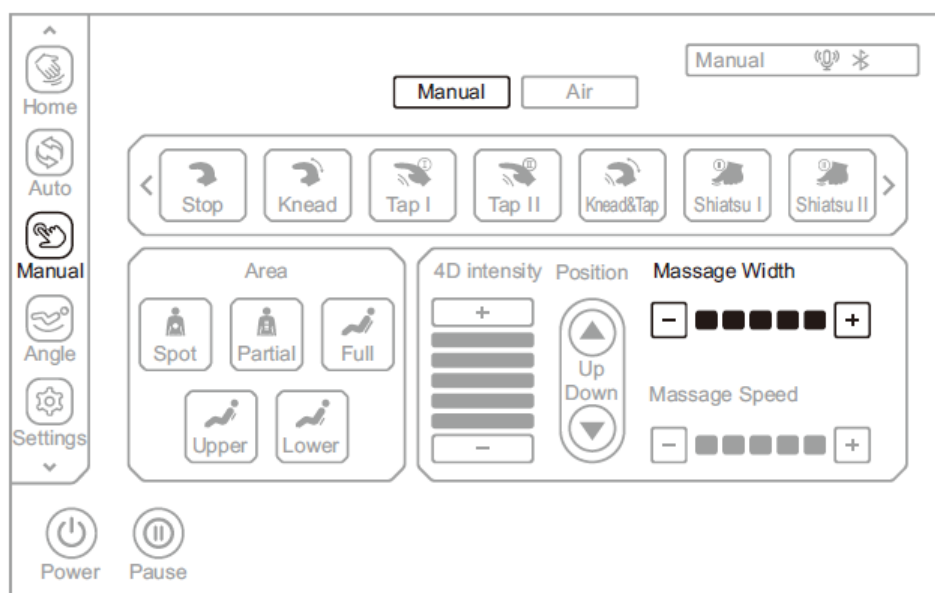 Manual
Manual
Air
Home
Auto
Manual
Angle
Settings
Stop
Knead
Tap I
Tap II
Knead&Tap
Shiatsu I
Shiatsu II
Area
Spot
Partial
Full
Upper
Lower
4D intensity
+
−
Position
Up
Down
Massage Width
− +
Massage Speed
− +
Power
Pause